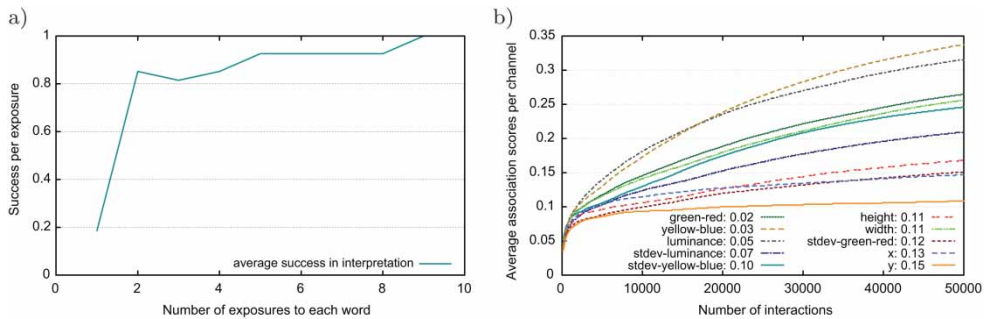 a)
1
0.8
0.6
0.4
0.2
0
0 2 4 6 8 10
Success per exposure
Number of exposures to each word
average success in interpretation
b)
0.35
0.3
0.25
0.2
0.15
0.1
0.05
0
0 10000 20000 30000 40000 50000
Average association scores per channel
Number of interactions
green-red: 0.02
yellow-blue: 0.03
luminance: 0.05
stdev-luminance: 0.07
stdev-yellow-blue: 0.10
height: 0.11
width: 0.11
stdev-green-red: 0.12
x: 0.13
y: 0.15